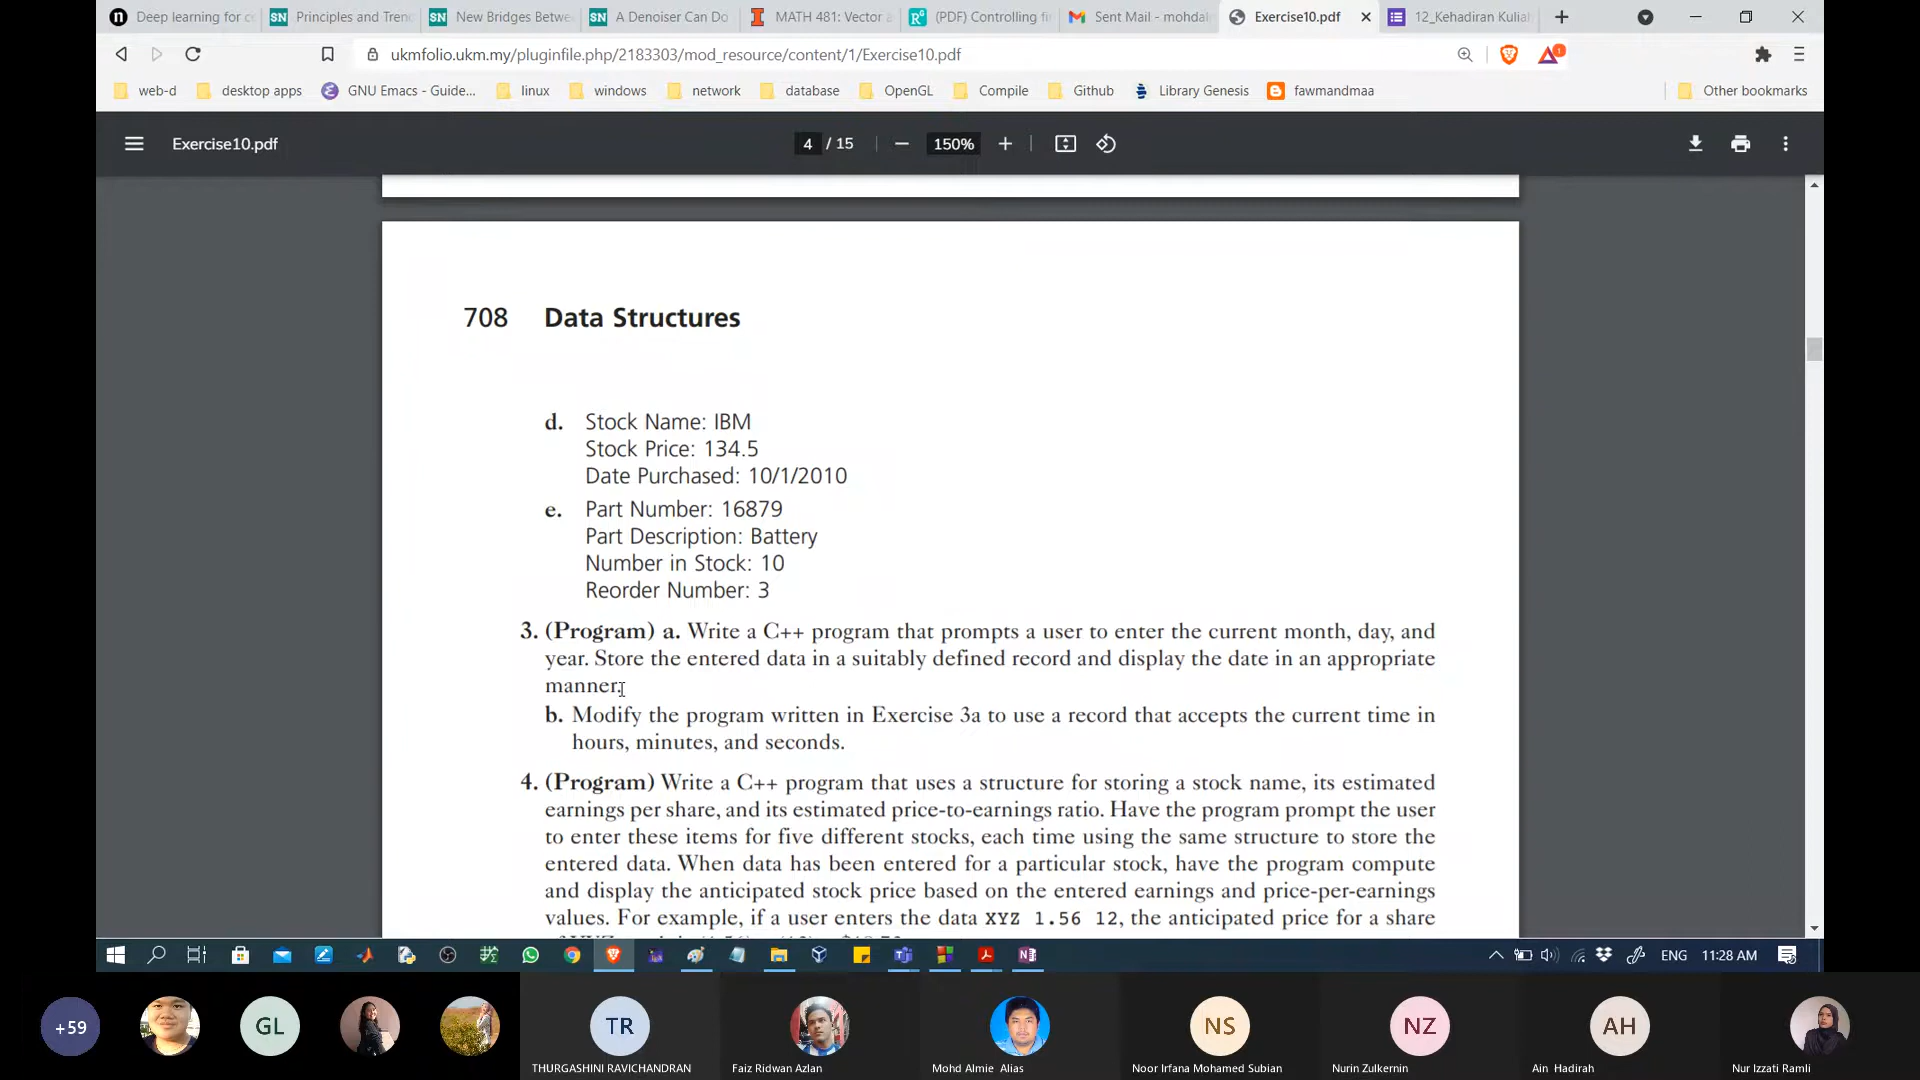 Deep learning for co
Principles and Tren
New Bridges Betwe
A Denoiser Can Do
MATH 481: Vector a
(PDF) Controlling fi
Sent Mail - mohdal
Exercise10.pdf
12_Kehadiran Kulia
ukmfolio.ukm.my/pluginfile.php/2183303/mod_resource/content/1/Exercise10.pdf
web-d
desktop apps
GNU Emacs - Guide...
linux
windows
network
database
OpenGL
Compile
Github
Library Genesis
fawmandmaa
Other bookmarks
Exercise10.pdf
4 / 15
150%
708 Data Structures
d. Stock Name: IBM
Stock Price: 134.5
Date Purchased: 10/1/2010
e. Part Number: 16879
Part Description: Battery
Number in Stock: 10
Reorder Number: 3
3. (Program) a. Write a C++ program that prompts a user to enter the current month, day, and
year. Store the entered data in a suitably defined record and display the date in an appropriate
manner.
b. Modify the program written in Exercise 3a to use a record that accepts the current time in
hours, minutes, and seconds.
4. (Program) Write a C++ program that uses a structure for storing a stock name, its estimated
earnings per share, and its estimated price-to-earnings ratio. Have the program prompt the user
to enter these items for five different stocks, each time using the same structure to store the
entered data. When data has been entered for a particular stock, have the program compute
and display the anticipated stock price based on the entered earnings and price-per-earnings
values. For example, if a user enters the data XYZ 1.56 12, the anticipated price for a share
ENG 11:28 AM
+59
GL
TR
NS
NZ
AH
THURGASHINI RAVICHANDRAN
Faiz Ridwan Azlan
Mohd Almie Alias
Noor Irfana Mohamed Subian
Nurin Zulkernin
Ain Hadirah
Nur Izzati Ramli